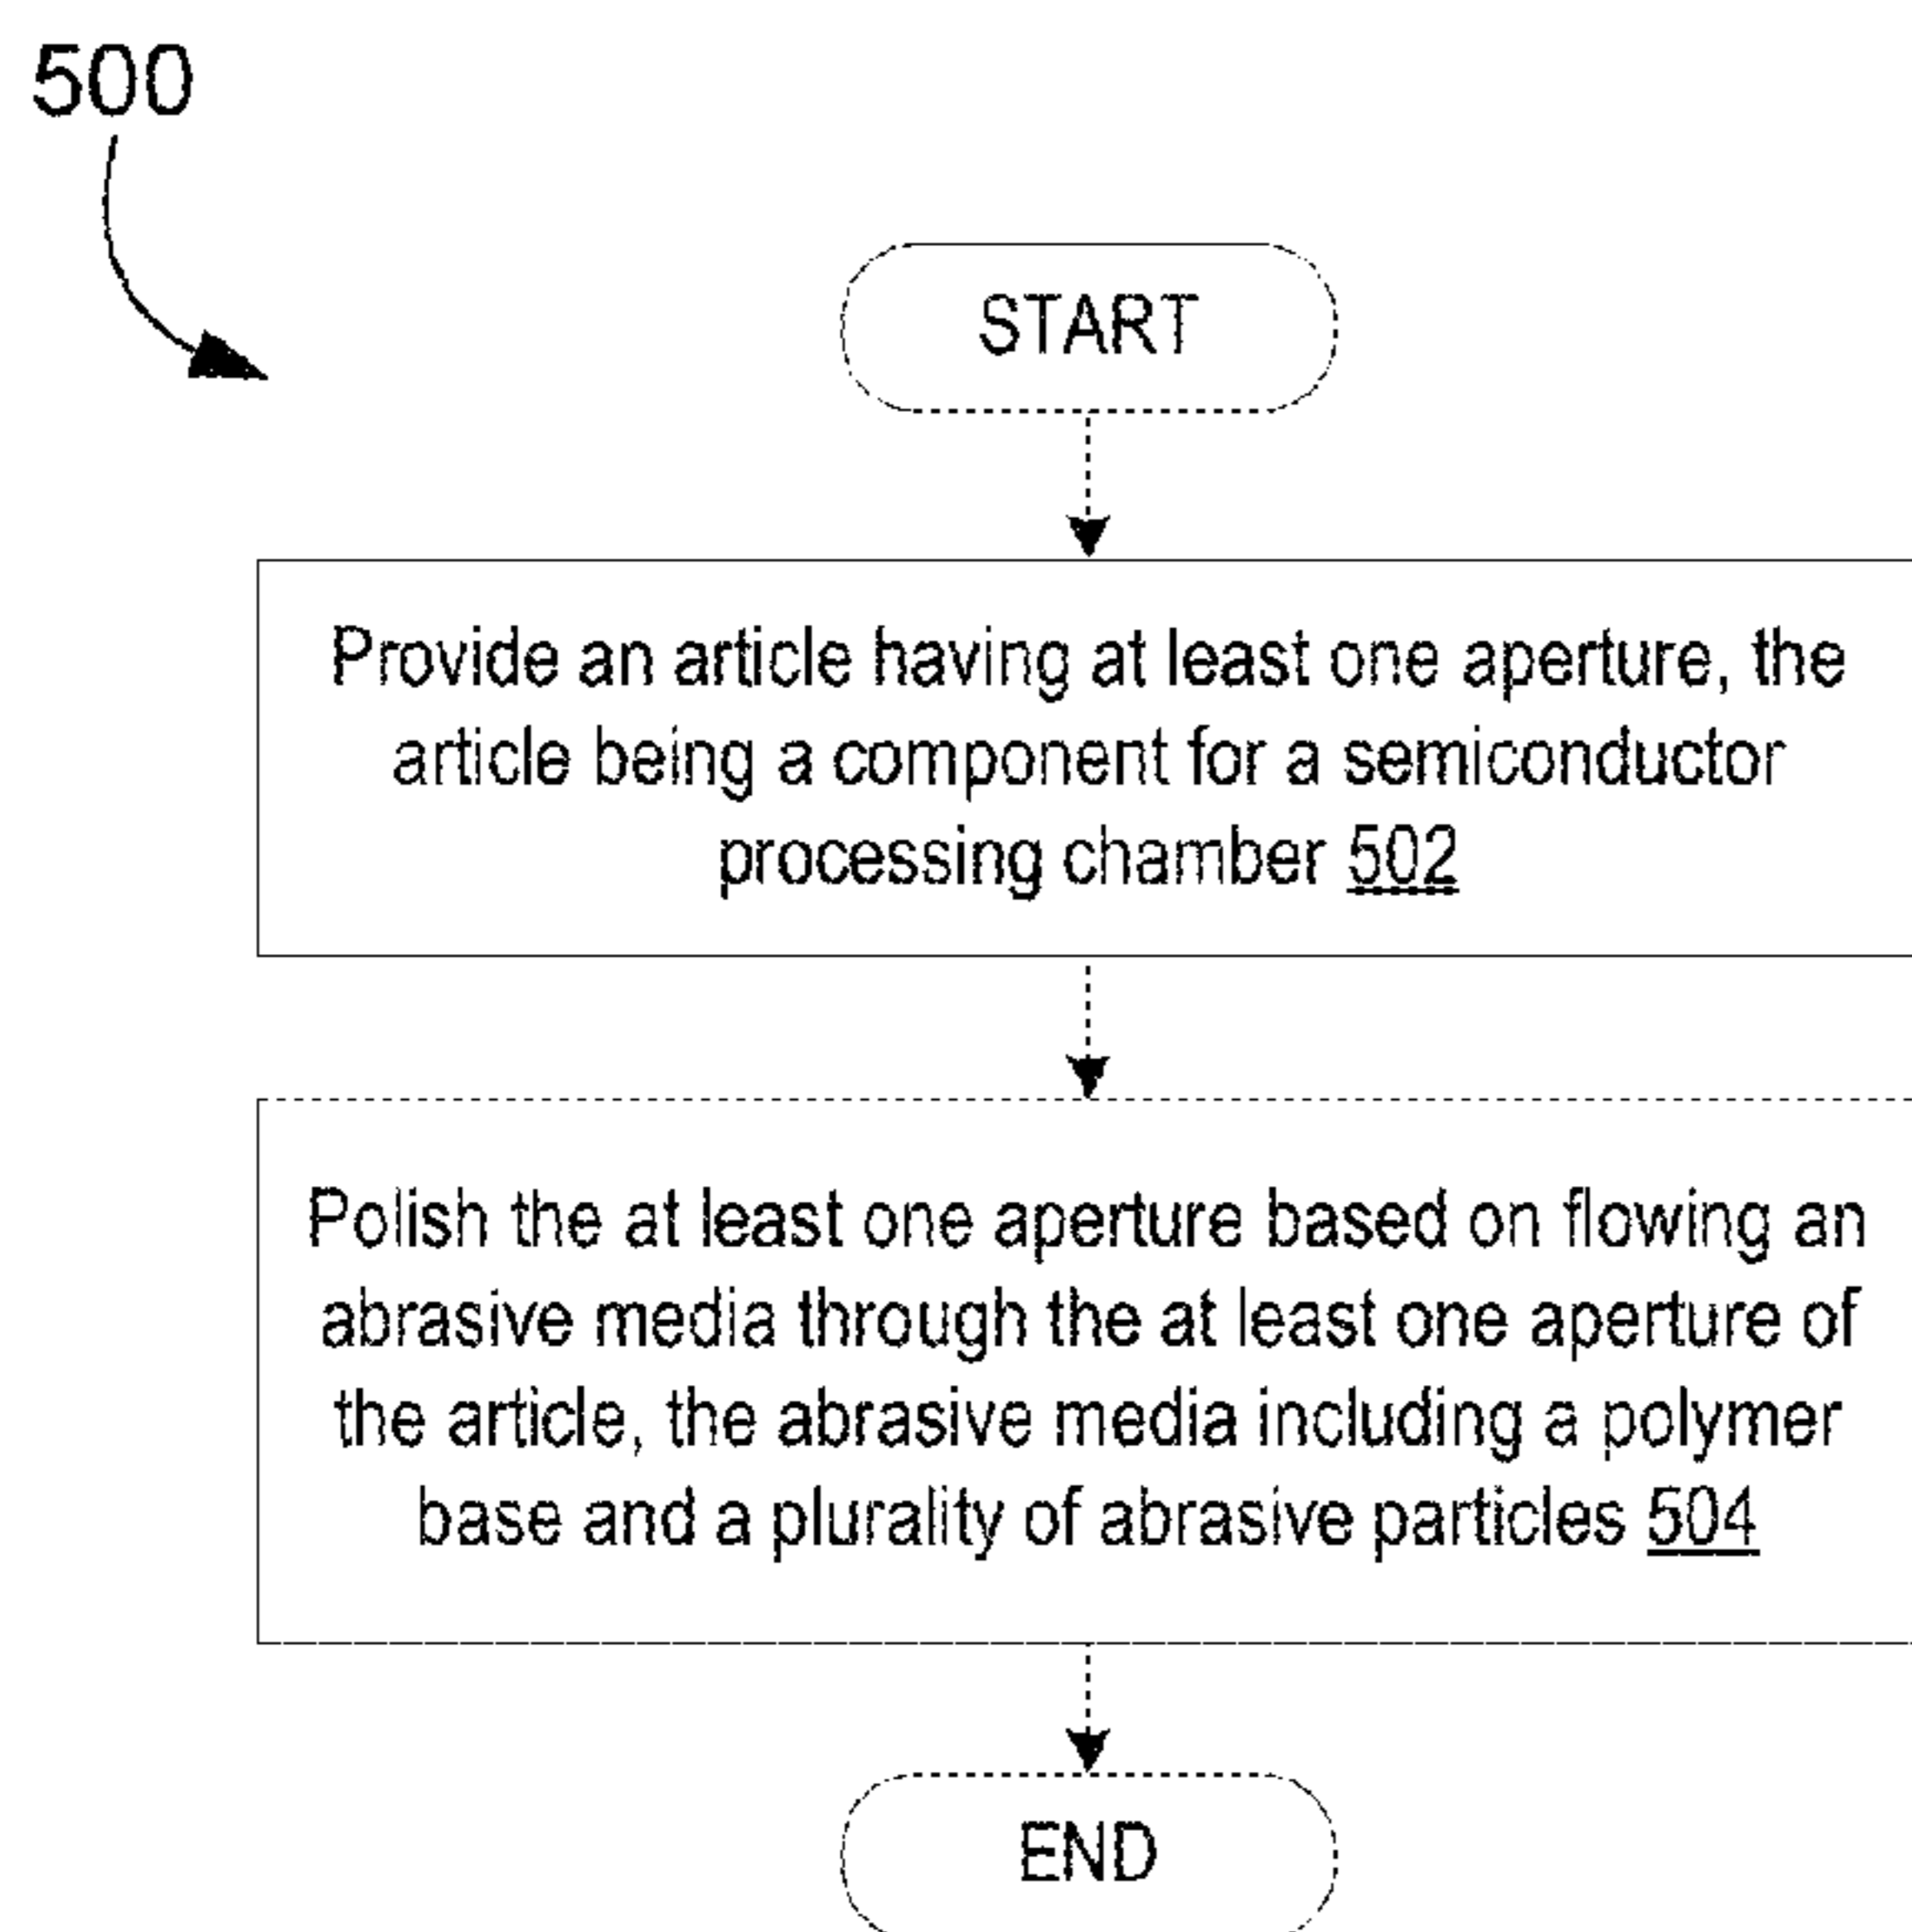 500
START
Provide an article having at least one aperture, the
article being a component for a semiconductor
processing chamber 502
Polish the at least one aperture based on flowing an
abrasive media through the at least one aperture of
the article, the abrasive media including a polymer
base and a plurality of abrasive particles 504
END